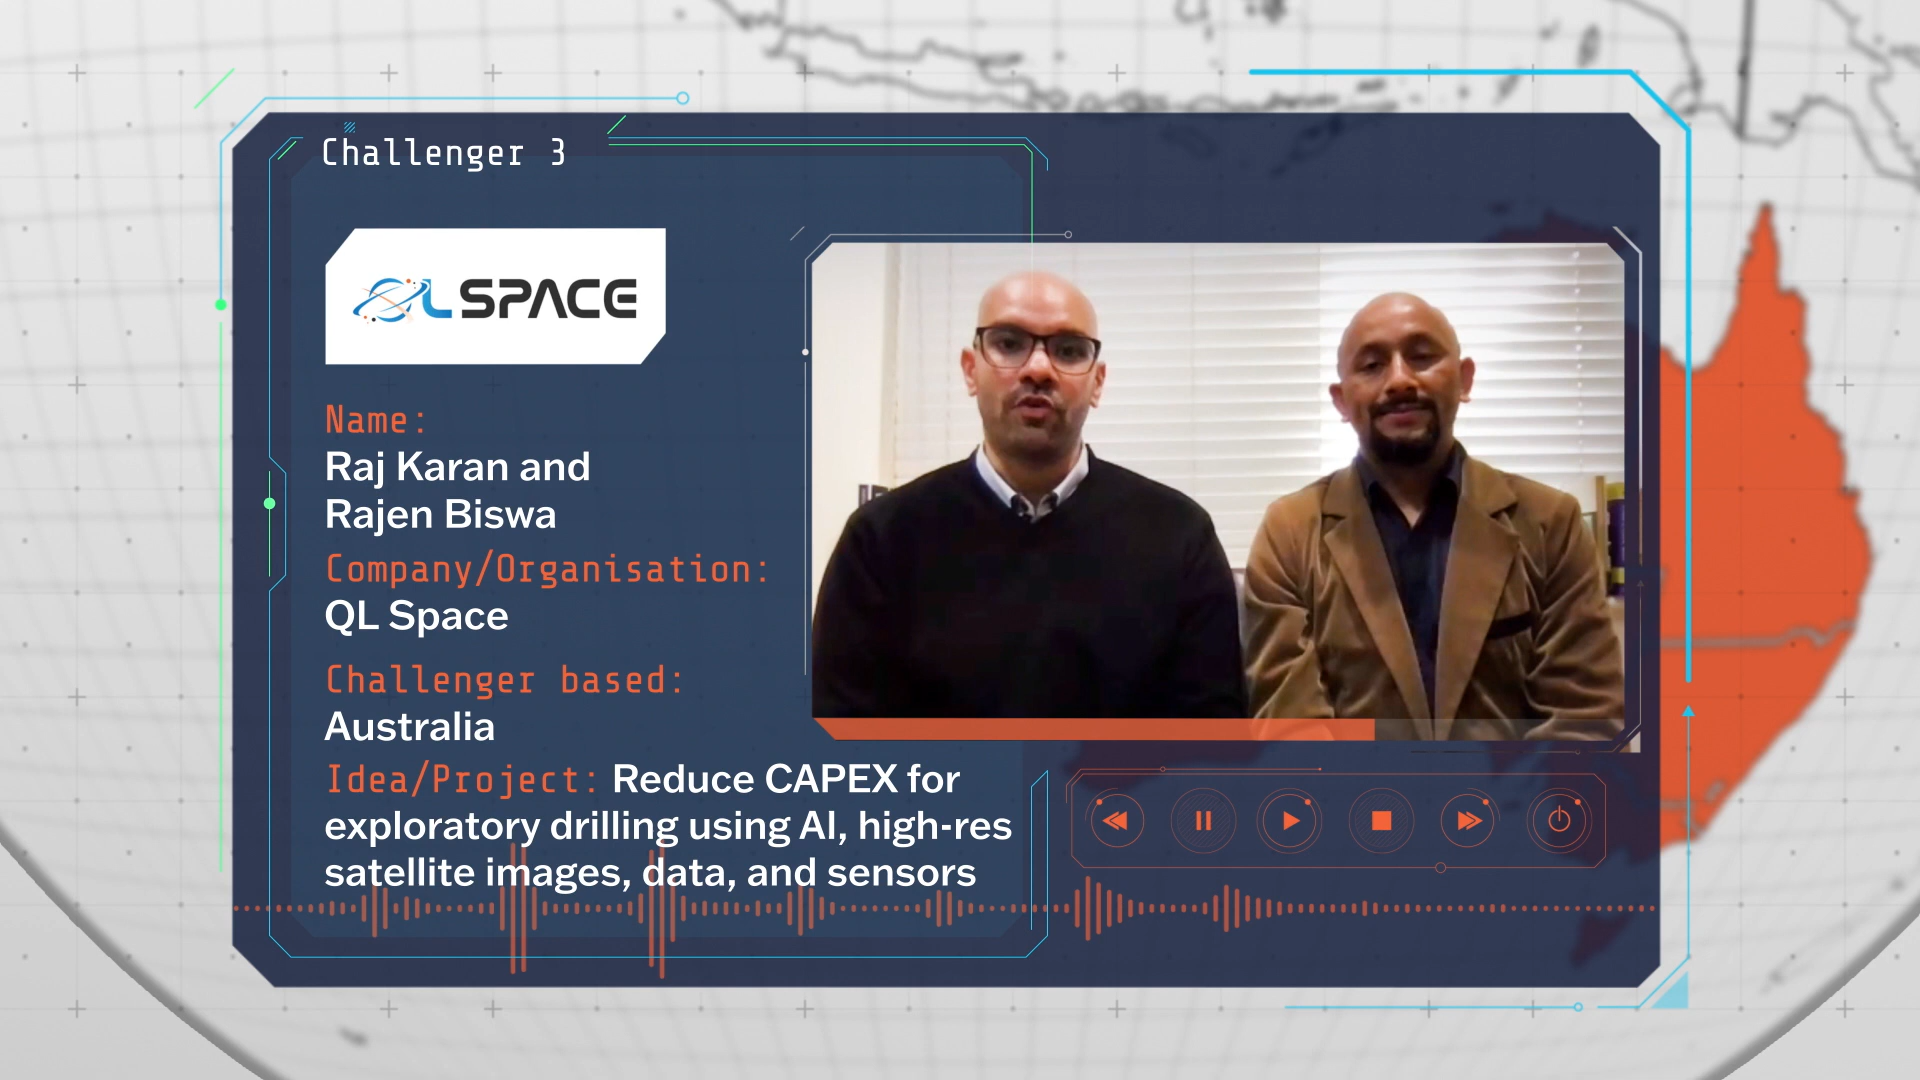 Challenger 3
QL SPACE
Name:
Raj Karan and
Rajen Biswa
Company/Organisation:
QL Space
Challenger based:
Australia
Idea/Project: Reduce CAPEX for
exploratory drilling using AI, high-res
satellite images, data, and sensors